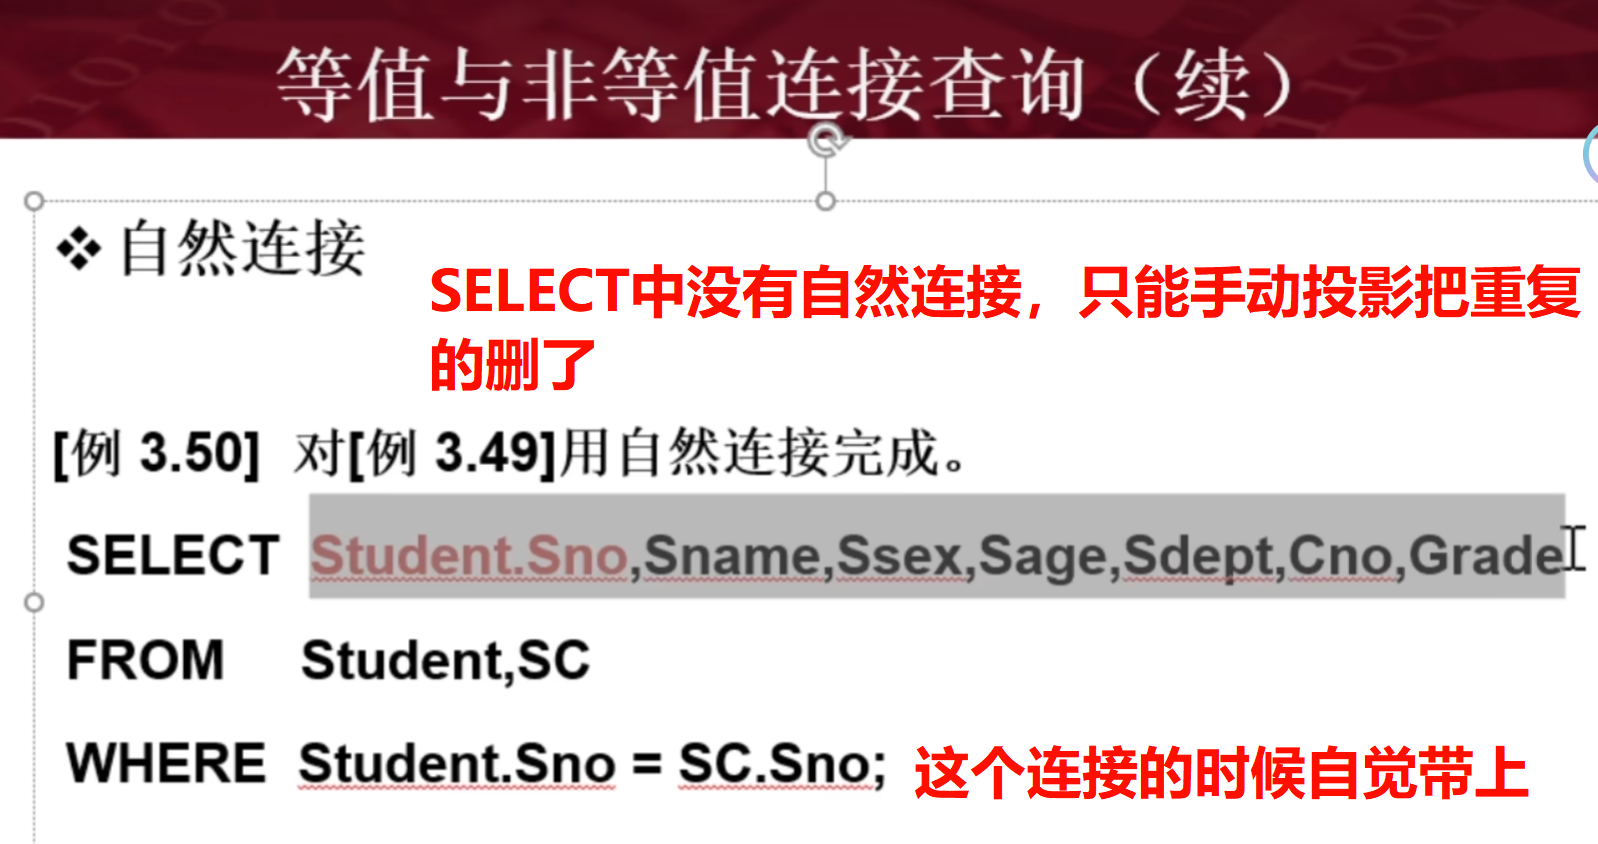 等值与非等值连接查询（续）
❖自然连接
SELECT中没有自然连接，只能手动投影把重复
的删了
[例 3.50] 对[例 3.49]用自然连接完成。
SELECT Student.Sno,Sname,Ssex,Sage,Sdept,Cno,Grade
FROM Student,SC
WHERE Student.Sno = SC.Sno; 这个连接的时候自觉带上